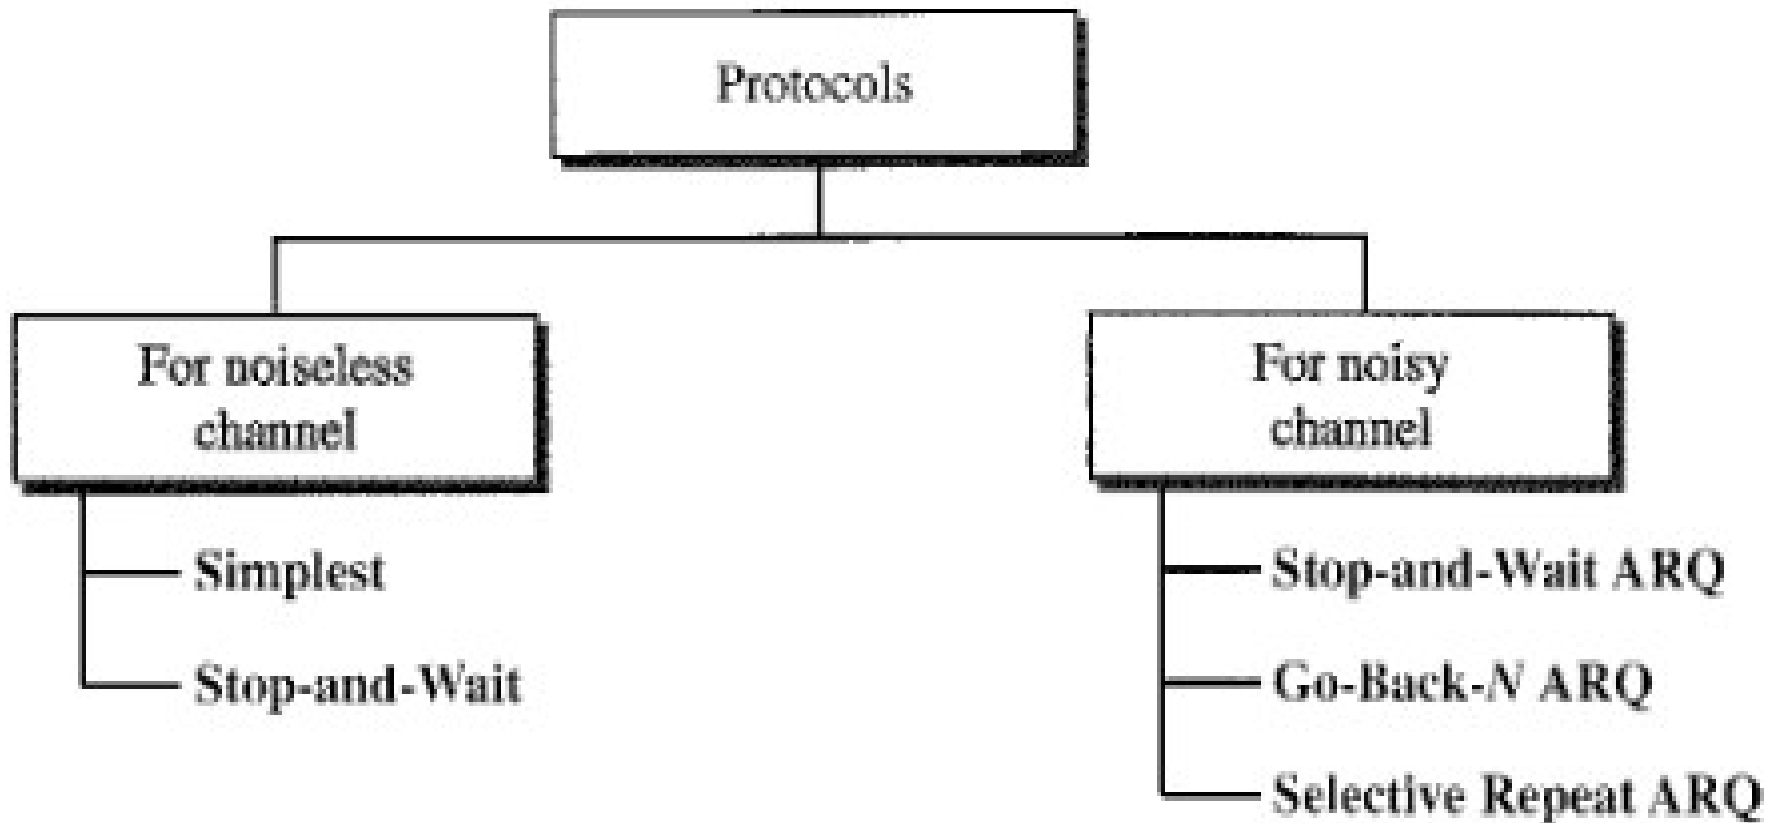 Protocols
For noiseless
channel
Simplest
Stop-and-Wait
For noisy
channel
Stop-and-Wait ARQ
Go-Back-N ARQ
Selective Repeat ARQ